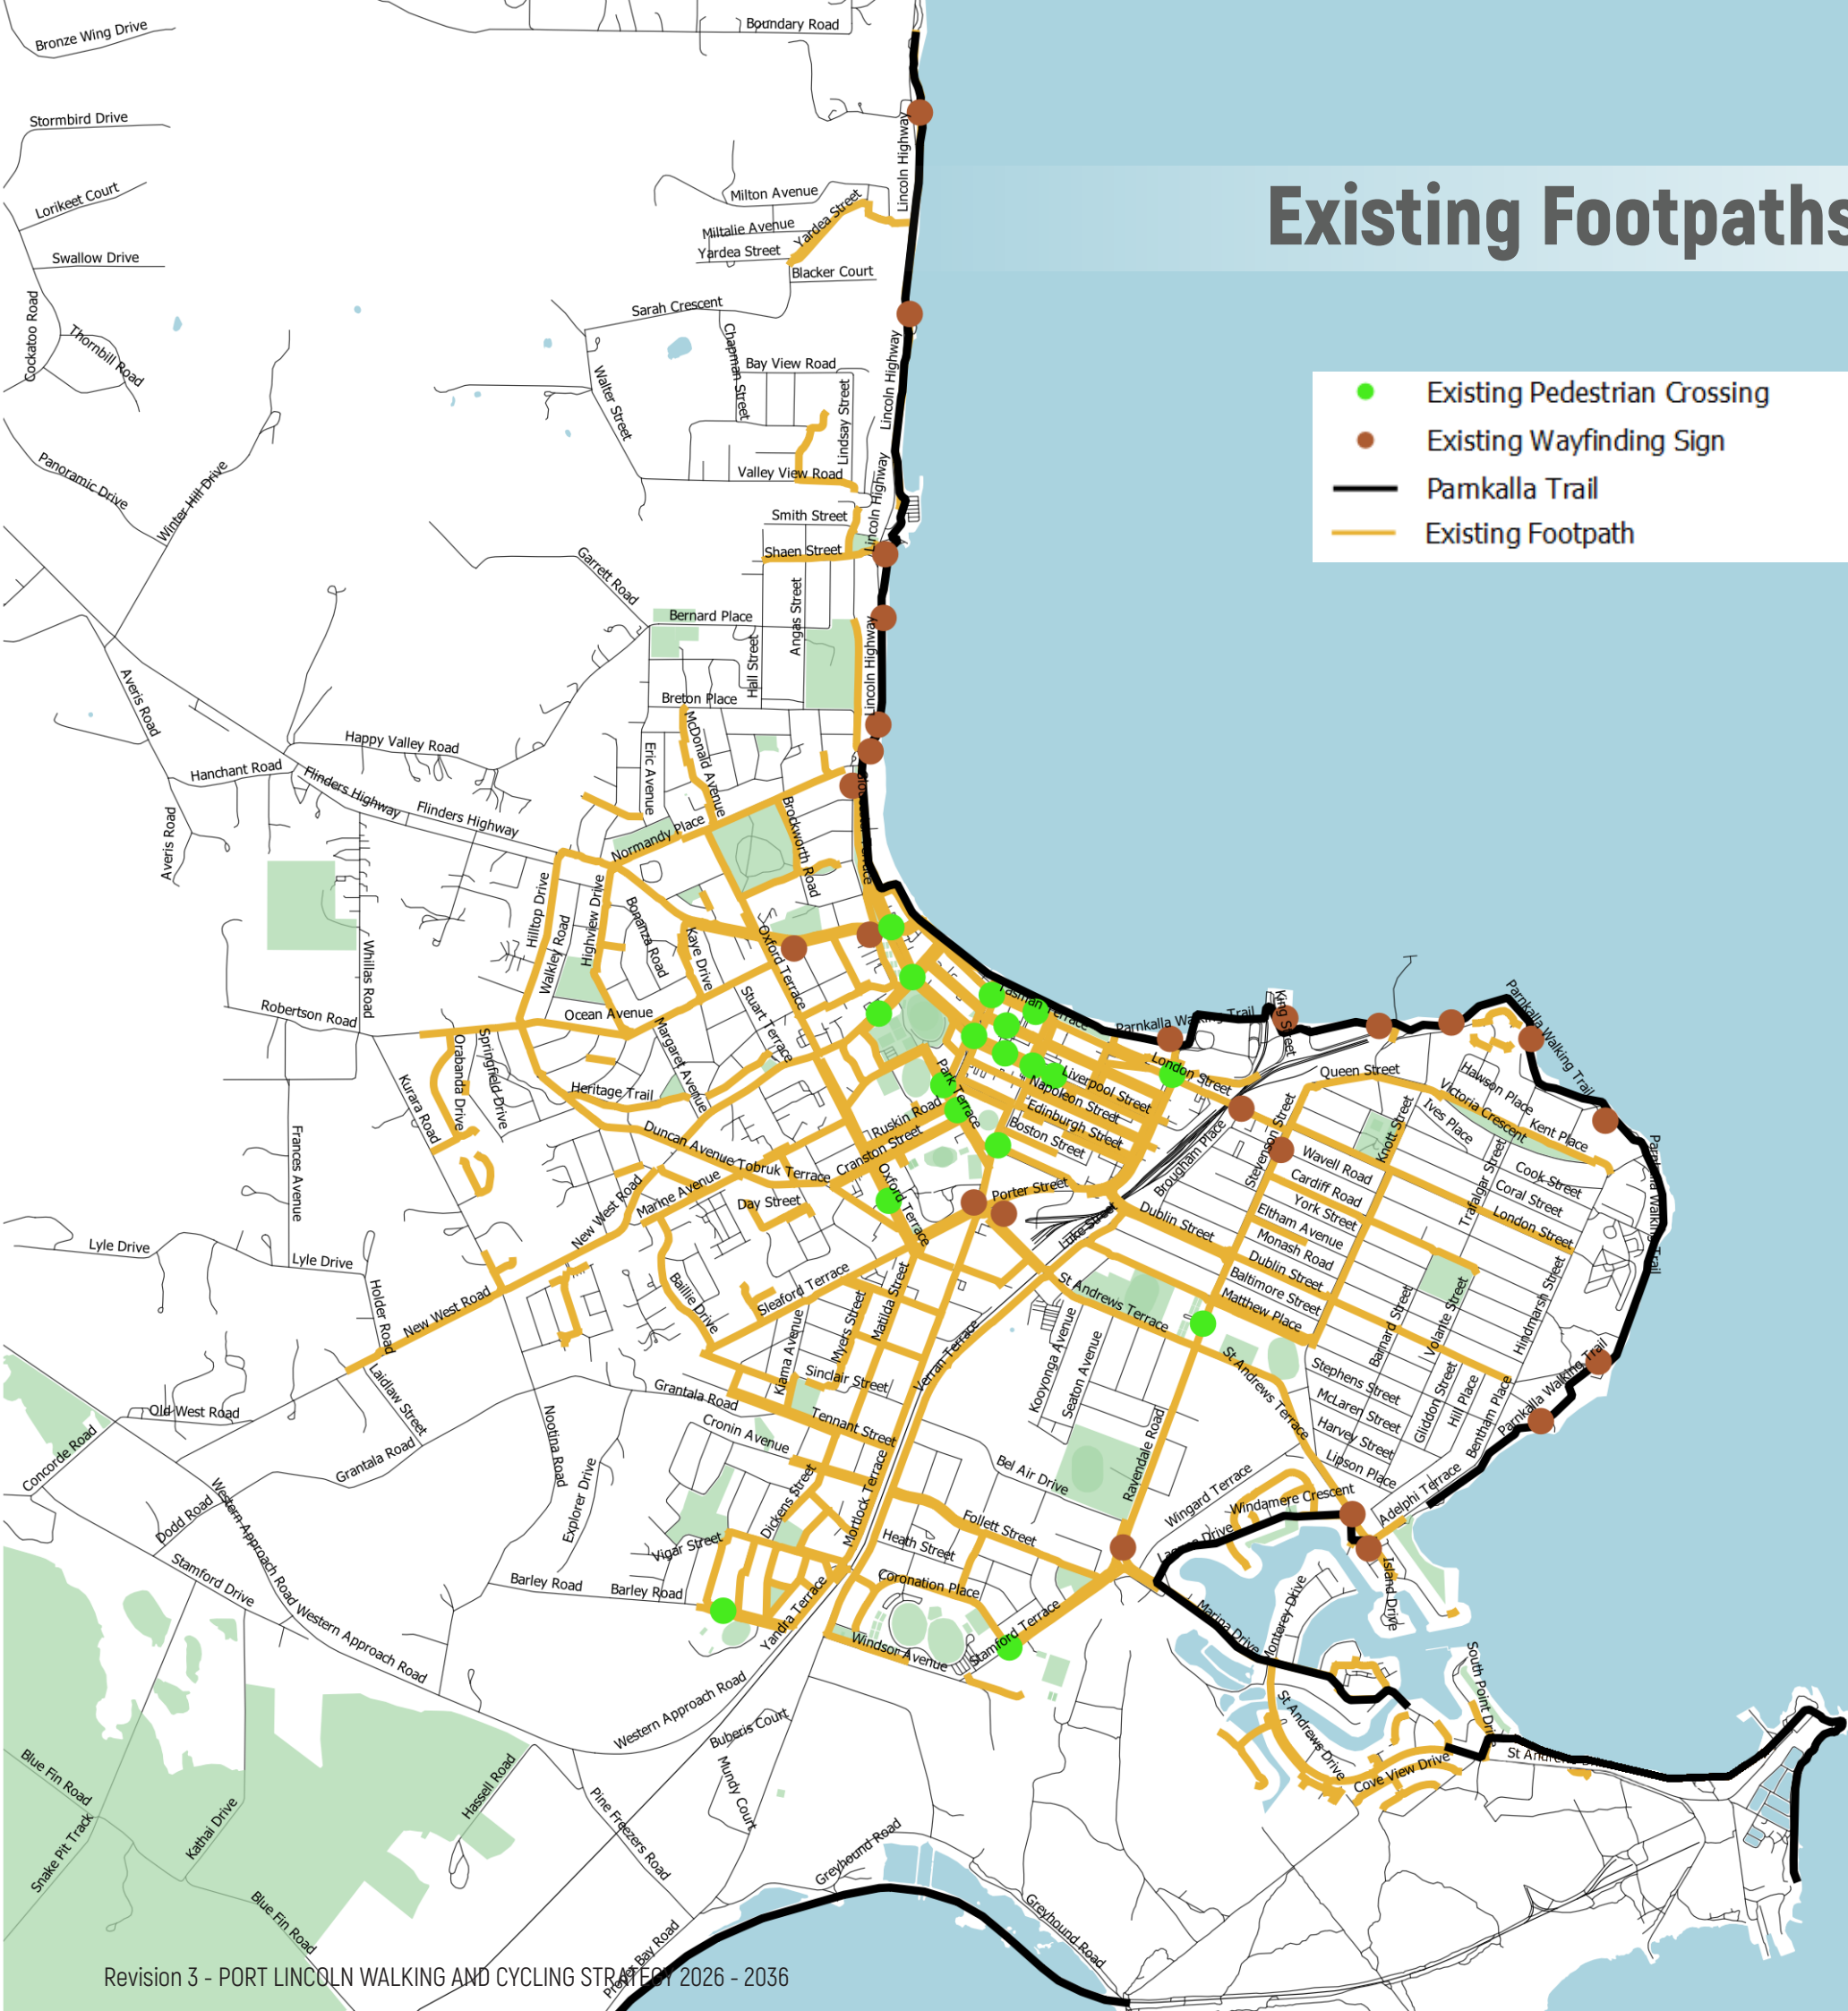 Boundary Road
Bronze Wing Drive
Stormbird Drive
Lincoln Highway
Lorikeet Court
Milton Avenue
Yardea Street
Existing Footpaths
Miltalie Avenue
Yardea Street
Swallow Drive
Blacker Court
Cockatoo Road
Sarah Crescent
Thornbill Road
Chapman Street
Lincoln Highway
Bay View Road
Walter Street
Lindsay Street
Existing Pedestrian Crossing
Existing Wayfinding Sign
Parnkalla Trail
Existing Footpath
Panoramic Drive
Winter Hill Drive
Valley View Road
Lincoln Highway
Smith Street
Shaen Street
Garrett Road
Angas Street
Bernard Place
Hall Street
Lincoln Highway
Averis Road
Breton Place
McDonald Avenue
Happy Valley Road
Eric Avenue
Hanchant Road
Flinders Highway
Flinders Highway
Averis Road
Normandy Place
Brockworth Road
Hilltop Drive
Walkley Road
Highview Drive
Bonanza Road
Kaye Drive
Oxford Terrace
Whillas Road
Stuart Terrace
Tasman Terrace
Parnkalla Walking Trail
King Street
Parnkalla Walking Trail
Robertson Road
Ocean Avenue
Orabanda Drive
Springfield Drive
Margaret Avenue
Kurara Road
Heritage Trail
Park Terrace
London Street
Liverpool Street
Napoleon Street
Edinburgh Street
Boston Street
Queen Street
Hawson Place
Victoria Crescent
Ives Place
Kent Place
Knott Street
Stevenson Street
Ruskin Road
Cranston Street
Duncan Avenue
Tobruk Terrace
Frances Avenue
Brougham Place
Wavell Road
Cardiff Road
York Street
Eltham Avenue
Monash Road
Dublin Street
Baltimore Street
Matthew Place
Trafalgar Street
Cook Street
Coral Street
London Street
Parnkalla Walking Trail
Marine Avenue
Day Street
New West Road
Oxford Terrace
Porter Street
Luke Street
Dublin Street
Lyle Drive
Lyle Drive
Holder Road
New West Road
Baillie Drive
Sleaford Terrace
Matilda Street
Myers Street
Kiama Avenue
Sinclair Street
Verran Terrace
St Andrews Terrace
Kooyonga Avenue
Seaton Avenue
St Andrews Terrace
Barnard Street
Volante Street
Hindmarsh Street
Stephens Street
McLaren Street
Harvey Street
Lipson Place
Gliddon Street
Hill Place
Bentham Place
Parnkalla Walking Trail
Laidlaw Street
Old West Road
Concorde Road
Grantala Road
Grantala Road
Cronin Avenue
Tennant Street
Nootina Road
Explorer Drive
Dickens Street
Mortlock Terrace
Bel Air Drive
Ravendale Road
Wingard Terrace
Windamere Crescent
Adelphi Terrace
Dodd Road
Western Approach Road
Western Approach Road
Stamford Drive
Vigar Street
Barley Road
Barley Road
Yandra Terrace
Heath Street
Follett Street
Coronation Place
Windsor Avenue
Stamford Terrace
Marina Drive
Monterey Drive
Island Drive
South Point Drive
St Andrews Drive
Cove View Drive
Western Approach Road
Buberis Court
Mundy Court
Blue Fin Road
Snake Pit Track
Kathai Drive
Hassell Road
Pine Freezers Road
Greyhound Road
Greyhound Road
Blue Fin Road
Proper Bay Road
Revision 3 - PORT LINCOLN WALKING AND CYCLING STRATEGY 2026 - 2036